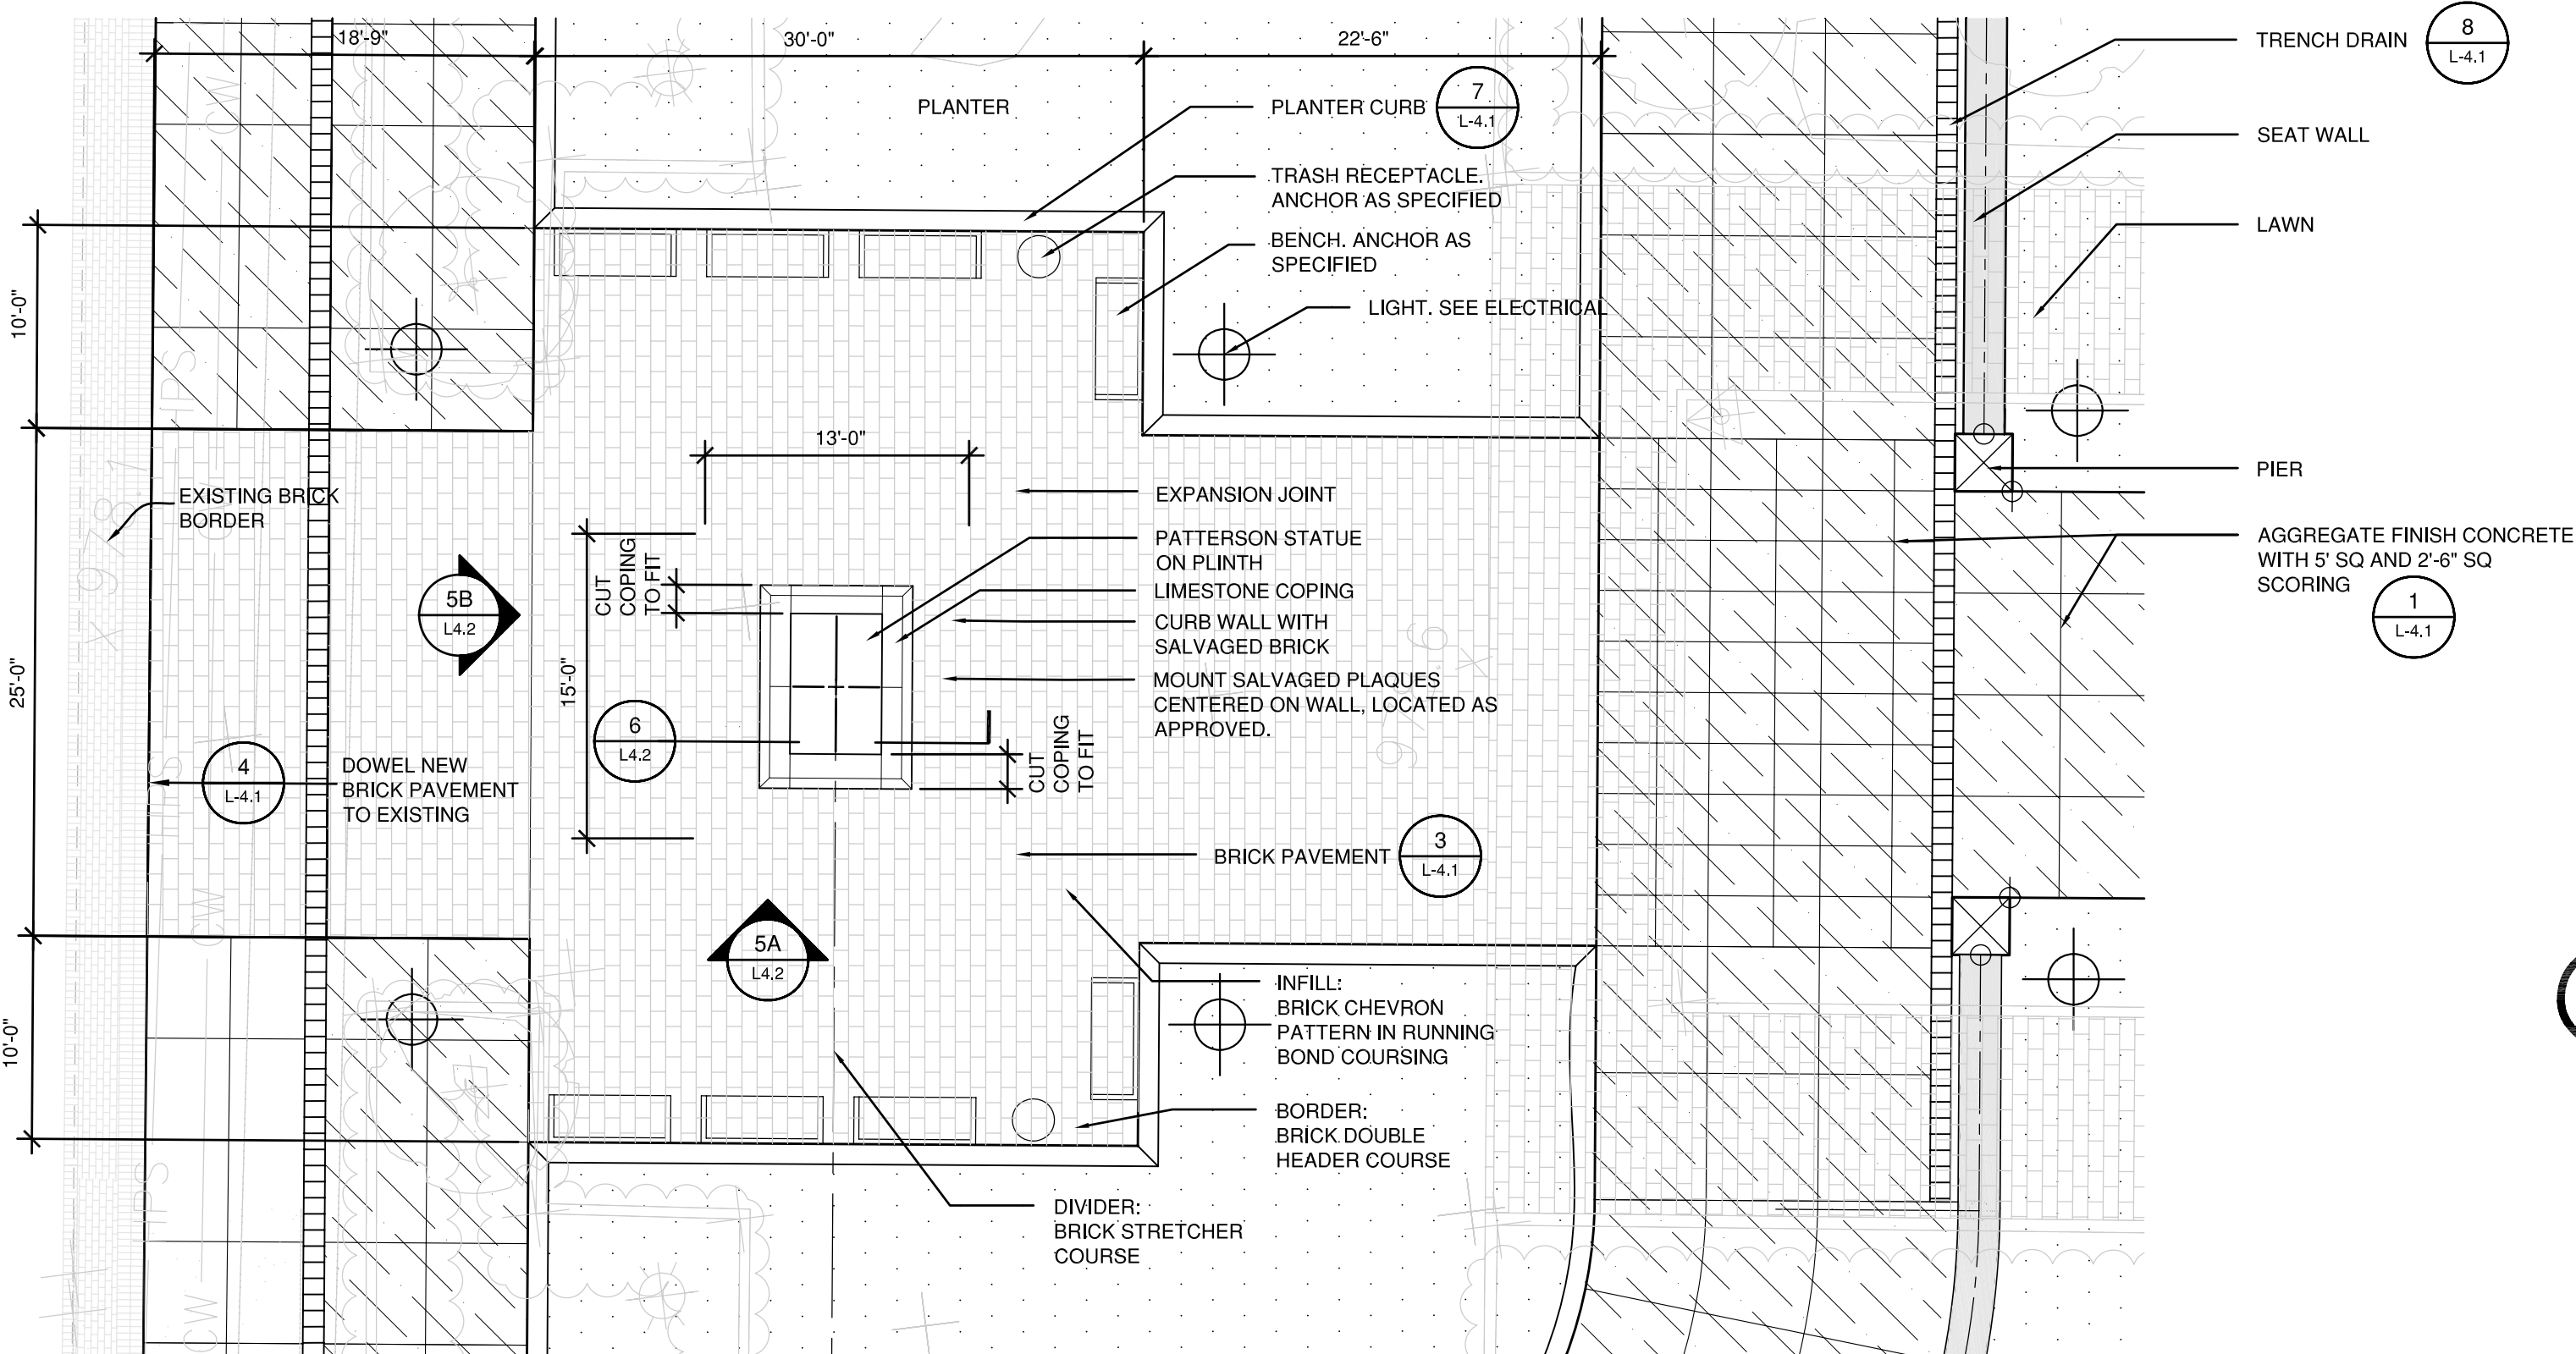 18'-9"
30'-0"
22'-6"
TRENCH DRAIN
8
L-4.1
PLANTER
PLANTER CURB
7
L-4.1
SEAT WALL
TRASH RECEPTACLE.
ANCHOR AS SPECIFIED
LAWN
BENCH. ANCHOR AS
SPECIFIED
LIGHT. SEE ELECTRICAL
10'-0"
13'-0"
PIER
EXISTING BRICK
BORDER
EXPANSION JOINT
PATTERSON STATUE
ON PLINTH
AGGREGATE FINISH CONCRETE
WITH 5' SQ AND 2'-6" SQ
SCORING
1
L-4.1
CUT
COPING
TO FIT
5B
L4.2
LIMESTONE COPING
CURB WALL WITH
SALVAGED BRICK
25'-0"
15'-0"
MOUNT SALVAGED PLAQUES
CENTERED ON WALL, LOCATED AS
APPROVED.
6
L4.2
CUT
COPING
TO FIT
4
L-4.1
DOWEL NEW
BRICK PAVEMENT
TO EXISTING
BRICK PAVEMENT
3
L-4.1
5A
L4.2
INFILL:
BRICK CHEVRON
PATTERN IN RUNNING
BOND COURSING
10'-0"
BORDER:
BRICK DOUBLE
HEADER COURSE
DIVIDER:
BRICK STRETCHER
COURSE
CW
CW
CW